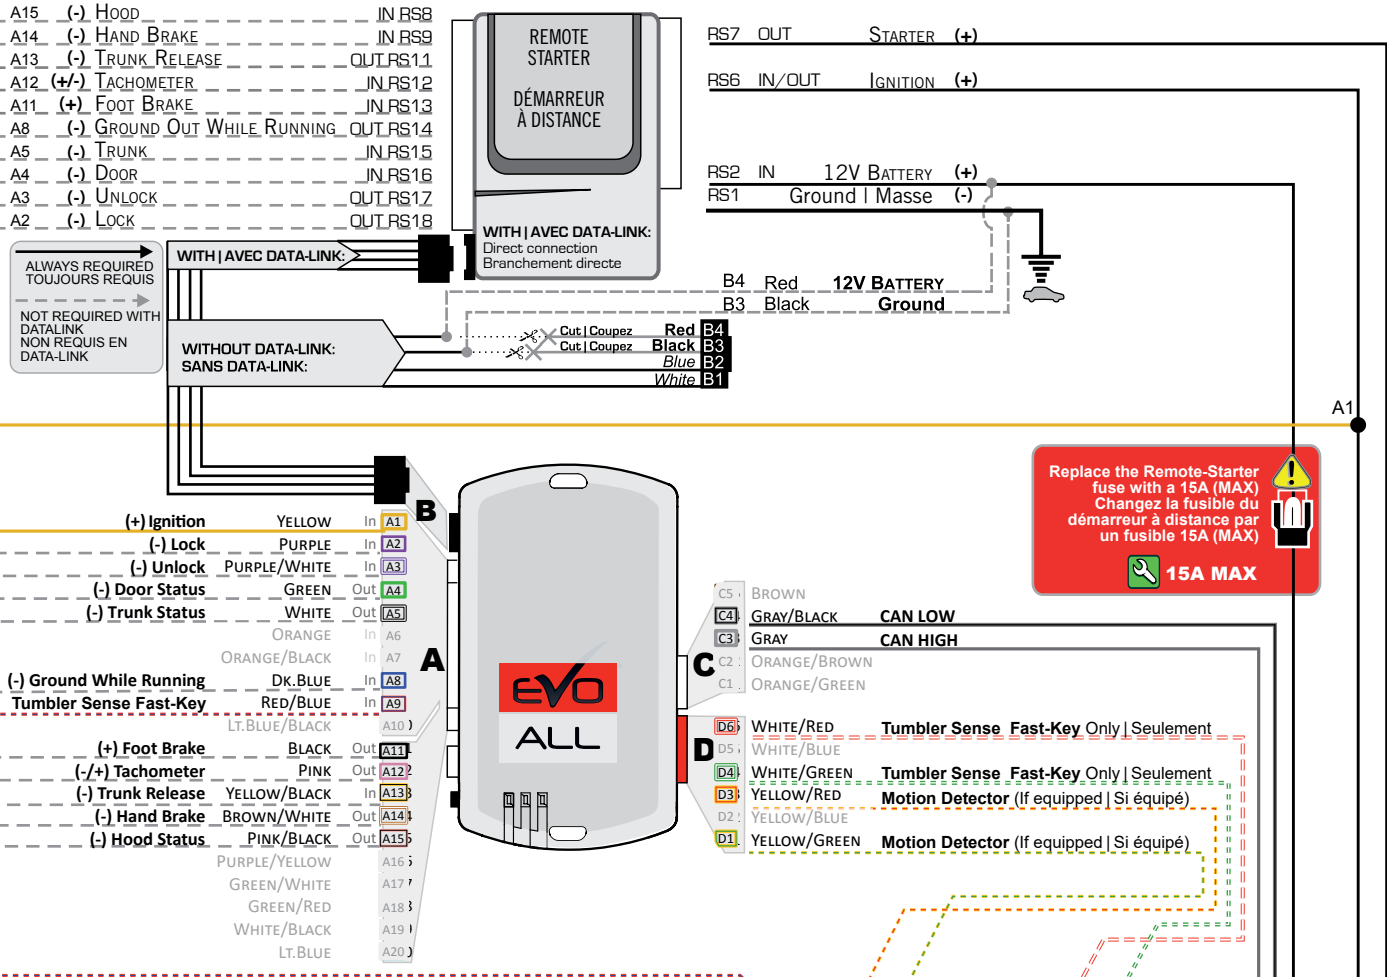 A15 (-) HOOD IN RS8
A14 (-) HAND BRAKE IN RS9
A13 (-) TRUNK RELEASE OUT RS11
A12 (+/-) TACHOMETER IN RS12
A11 (+) FOOT BRAKE IN RS13
A8 (-) GROUND OUT WHILE RUNNING OUT RS14
A5 (-) TRUNK IN RS15
A4 (-) DOOR IN RS16
A3 (-) UNLOCK OUT RS17
A2 (-) LOCK OUT RS18
REMOTE
STARTER
DÉMARREUR
À DISTANCE
WITH | AVEC DATA-LINK:
Direct connection
Branchement directe
RS7 OUT STARTER (+)
RS6 IN/OUT IGNITION (+)
RS2 IN 12V BATTERY (+)
RS1 Ground | Masse (-)
ALWAYS REQUIRED
TOUJOURS REQUIS
NOT REQUIRED WITH
DATALINK
NON REQUIS EN
DATA-LINK
WITH | AVEC DATA-LINK:
B4 Red 12V BATTERY
B3 Black Ground
WITHOUT DATA-LINK:
SANS DATA-LINK:
Cut | Coupez Red B4
Cut | Coupez Black B3
Blue B2
White B1
A1
Replace the Remote-Starter
fuse with a 15A (MAX)
Changez la fusible du
démarreur à distance par
un fusible 15A (MAX)
15A MAX
B
(+) Ignition YELLOW In A1
(-) Lock PURPLE In A2
(-) Unlock PURPLE/WHITE In A3
(-) Door Status GREEN Out A4
(-) Trunk Status WHITE Out A5
ORANGE In A6
ORANGE/BLACK In A7
(-) Ground While Running DK.BLUE In A8
Tumbler Sense Fast-Key RED/BLUE In A9
LT.BLUE/BLACK A10
A
(+) Foot Brake BLACK Out A11
(-/+) Tachometer PINK Out A12
(-) Trunk Release YELLOW/BLACK In A13
(-) Hand Brake BROWN/WHITE Out A14
(-) Hood Status PINK/BLACK Out A15
PURPLE/YELLOW A16
GREEN/WHITE A17
GREEN/RED A18
WHITE/BLACK A19
LT.BLUE A20
EVO
ALL
C
C5 BROWN
C4 GRAY/BLACK CAN LOW
C3 GRAY CAN HIGH
C2 ORANGE/BROWN
C1 ORANGE/GREEN
D
D6 WHITE/RED Tumbler Sense Fast-Key Only | Seulement
D5 WHITE/BLUE
D4 WHITE/GREEN Tumbler Sense Fast-Key Only | Seulement
D3 YELLOW/RED Motion Detector (If equipped | Si équipé)
D2 YELLOW/BLUE
D1 YELLOW/GREEN Motion Detector (If equipped | Si équipé)